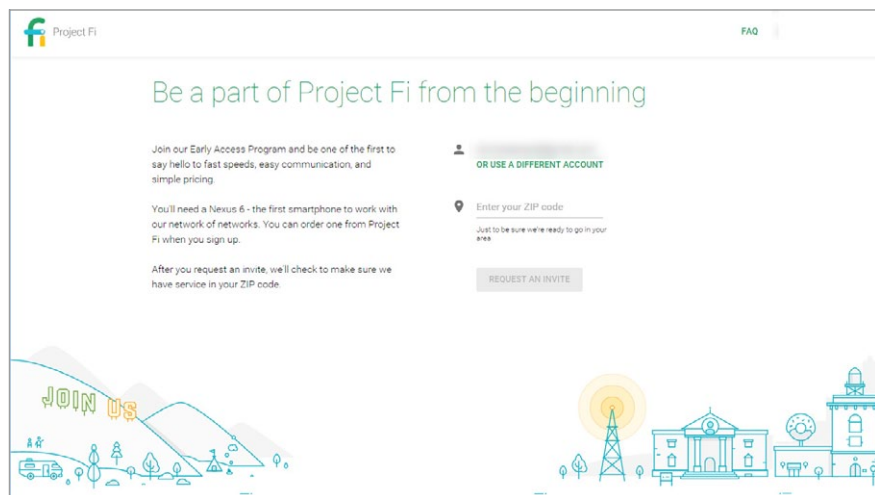 Project Fi
FAQ
Be a part of Project Fi from the beginning
Join our Early Access Program and be one of the first to
say hello to fast speeds, easy communication, and
simple pricing.
You'll need a Nexus 6 - the first smartphone to work with
our network of networks. You can order one from Project
Fi when you sign up.
After you request an invite, we'll check to make sure we
have service in your ZIP code.
OR USE A DIFFERENT ACCOUNT
Enter your ZIP code
Just to be sure we're ready to go in your
area
REQUEST AN INVITE
JOIN US